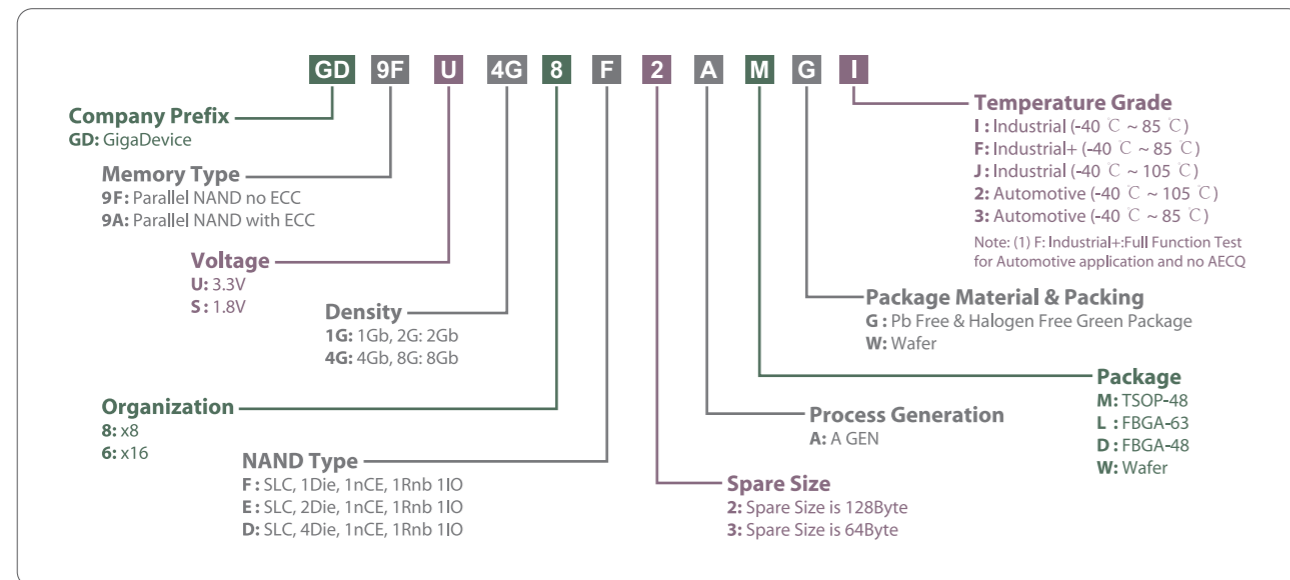 GD 9F U 4G 8 F 2 A M G I
Company Prefix
GD: GigaDevice
Memory Type
9F: Parallel NAND no ECC
9A: Parallel NAND with ECC
Voltage
U: 3.3V
S : 1.8V
Density
1G: 1Gb, 2G: 2Gb
4G: 4Gb, 8G: 8Gb
Organization
8: x8
6: x16
NAND Type
F : SLC, 1Die, 1nCE, 1Rnb 1IO
E : SLC, 2Die, 1nCE, 1Rnb 1IO
D: SLC, 4Die, 1nCE, 1Rnb 1IO
Temperature Grade
I : Industrial (-40 ℃ ~ 85 ℃)
F: Industrial+ (-40 ℃ ~ 85 ℃)
J: Industrial (-40 ℃ ~ 105 ℃)
2: Automotive (-40 ℃ ~ 105 ℃)
3: Automotive (-40 ℃ ~ 85 ℃)
Note: (1) F: Industrial+:Full Function Test
for Automotive application and no AECQ
Package Material & Packing
G : Pb Free & Halogen Free Green Package
W: Wafer
Package
M: TSOP-48
L : FBGA-63
D : FBGA-48
W: Wafer
Process Generation
A: A GEN
Spare Size
2: Spare Size is 128Byte
3: Spare Size is 64Byte